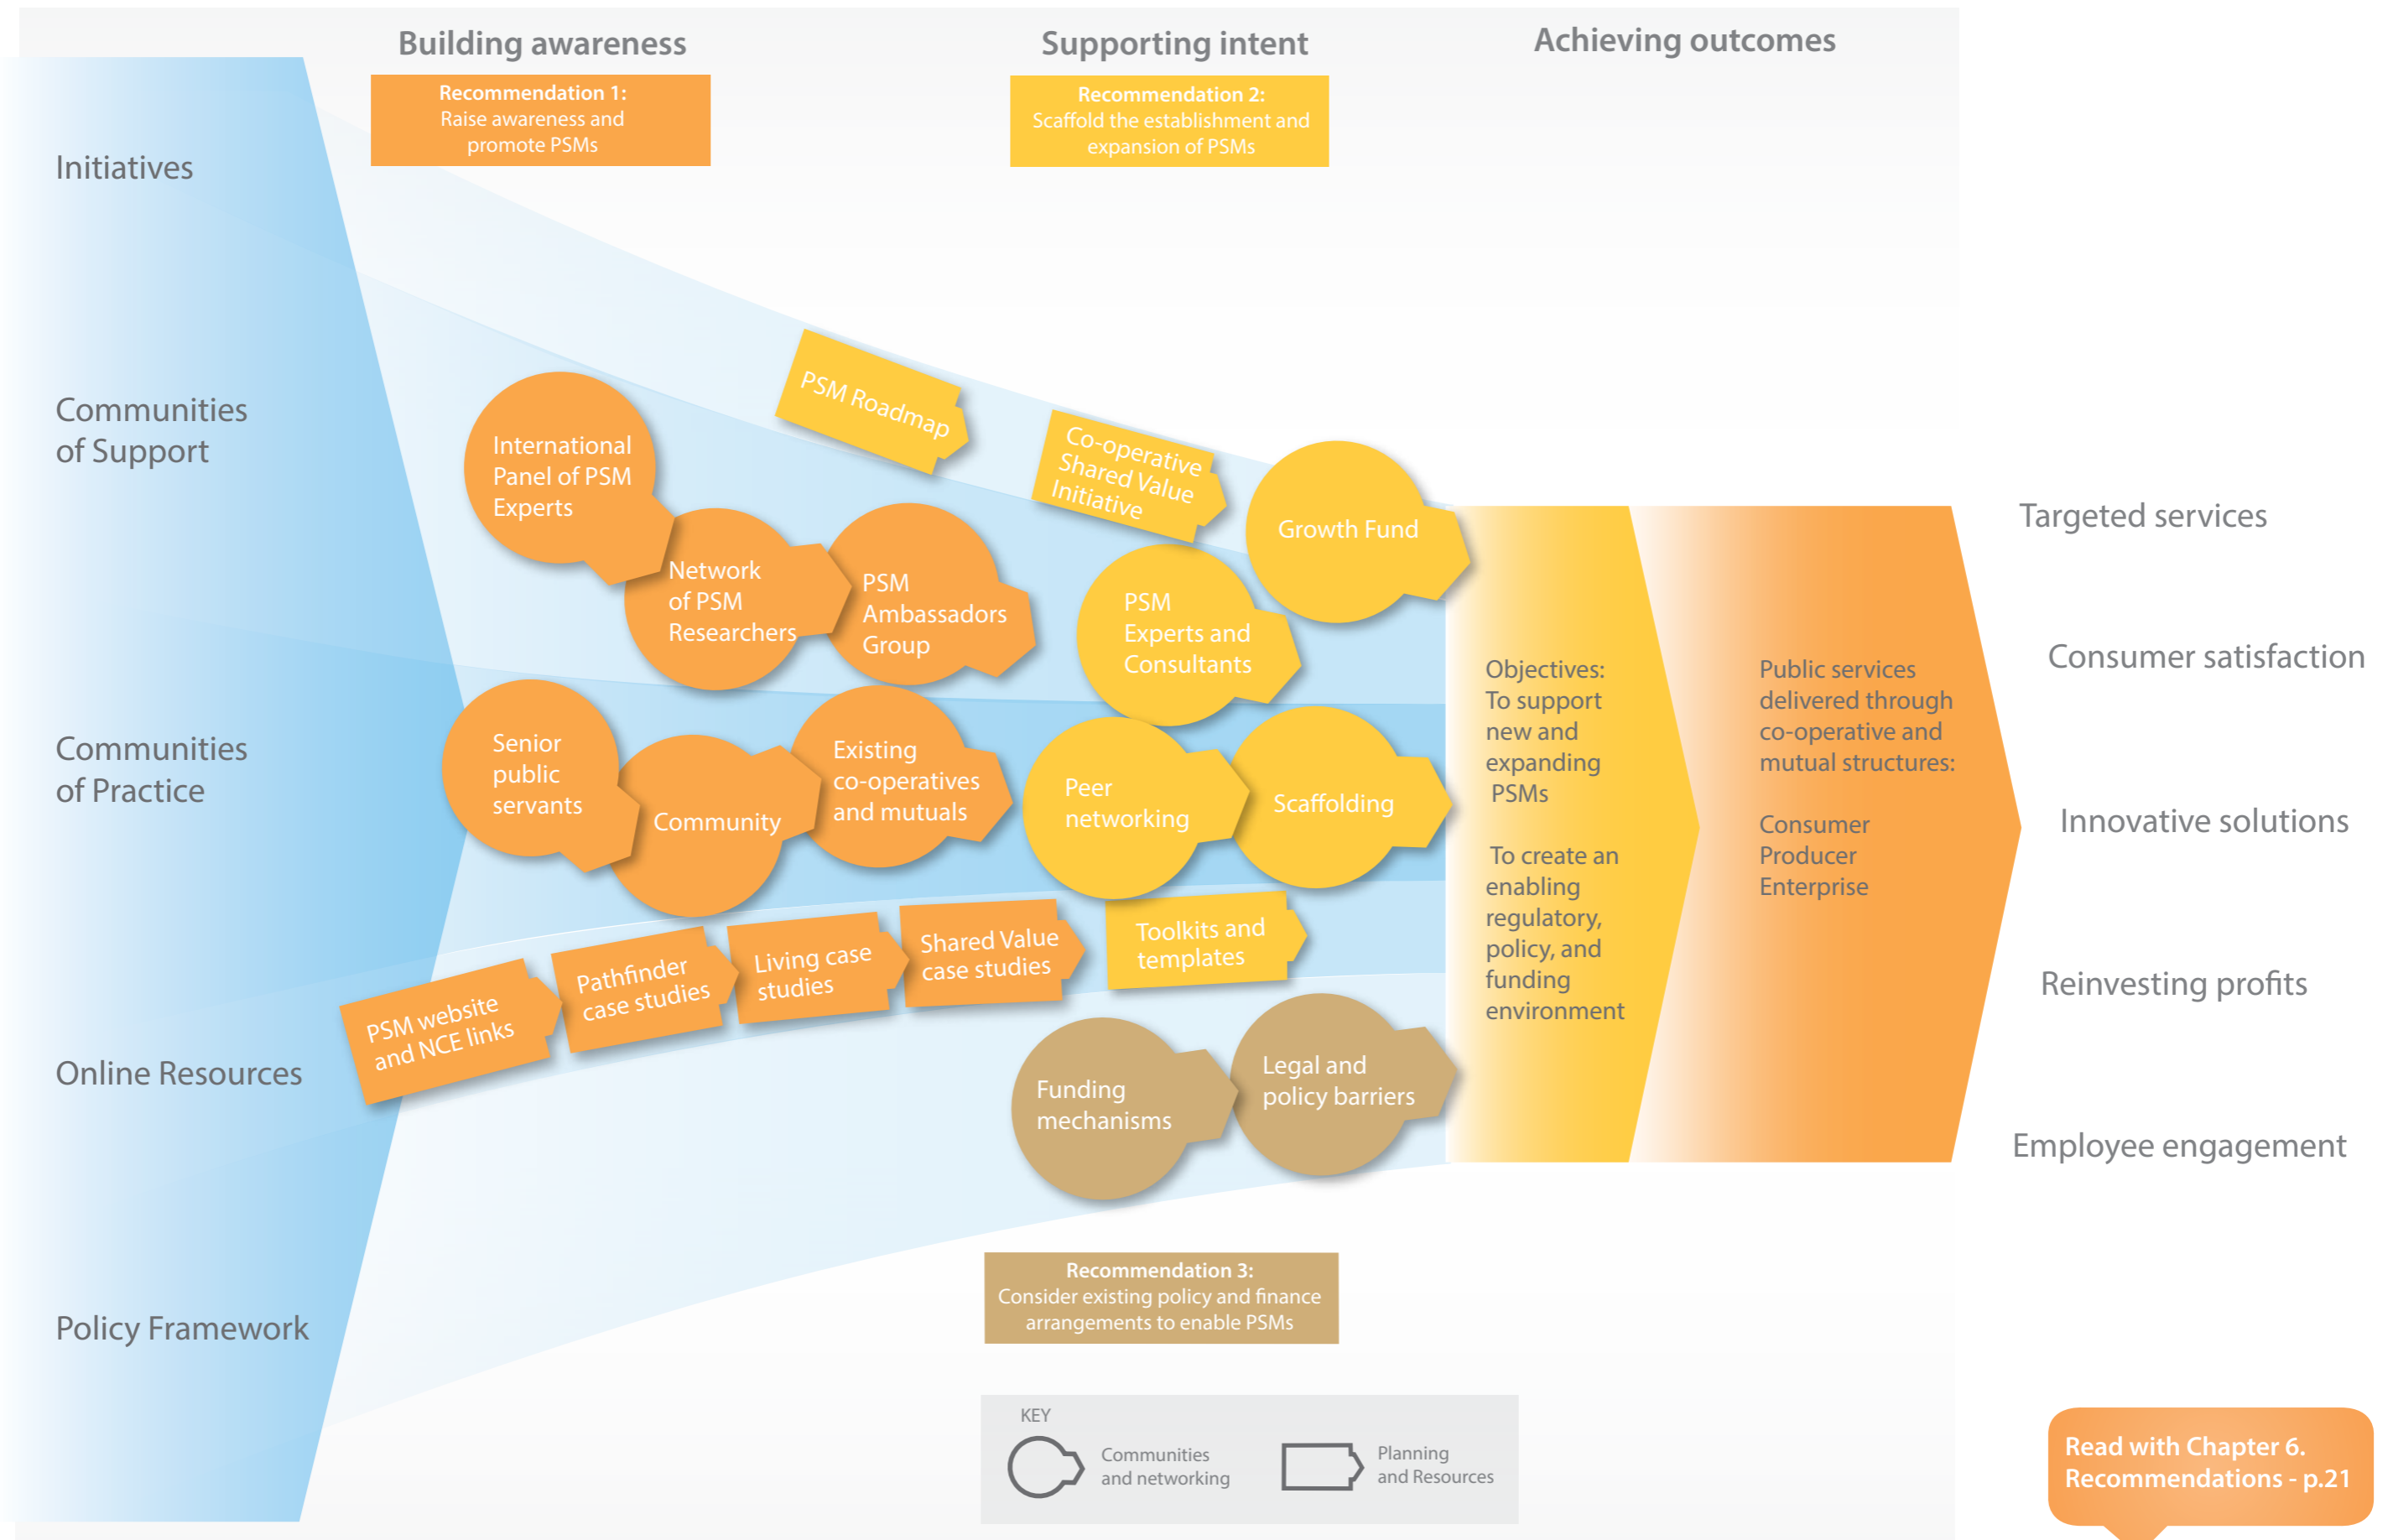 Building awareness
Supporting intent
Achieving outcomes
Recommendation 1:
Raise awareness and
promote PSMs
Recommendation 2:
Scaffold the establishment and
expansion of PSMs
Initiatives
Communities
of Support
Communities
of Practice
Online Resources
Policy Framework
PSM Roadmap
Co-operative
Shared Value
Initiative
Growth Fund
International
Panel of PSM
Experts
Network
of PSM
Researchers
PSM
Ambassadors
Group
PSM
Experts and
Consultants
Senior
public
servants
Community
Existing
co-operatives
and mutuals
Peer
networking
Scaffolding
PSM website
and NCE links
Pathfinder
case studies
Living case
studies
Shared Value
case studies
Toolkits and
templates
Funding
mechanisms
Legal and
policy barriers
Objectives:
To support
new and
expanding
PSMs
To create an
enabling
regulatory,
policy, and
funding
environment
Public services
delivered through
co-operative and
mutual structures:
Consumer
Producer
Enterprise
Targeted services
Consumer satisfaction
Innovative solutions
Reinvesting profits
Employee engagement
Recommendation 3:
Consider existing policy and finance
arrangements to enable PSMs
KEY
Communities
and networking
Planning
and Resources
Read with Chapter 6.
Recommendations - p.21